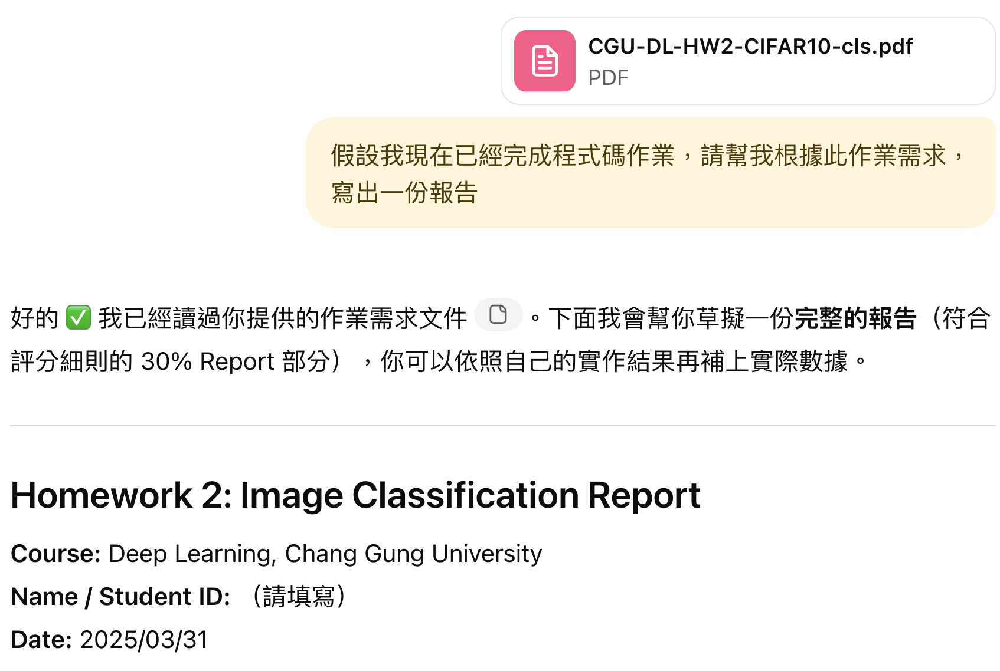 CGU-DL-HW2-CIFAR10-cls.pdf
PDF
假設我現在已經完成程式碼作業，請幫我根據此作業需求，
寫出一份報告
好的 ✅ 我已經讀過你提供的作業需求文件 。下面我會幫你草擬一份完整的報告（符合
評分細則的 30% Report 部分），你可以依照自己的實作結果再補上實際數據。
Homework 2: Image Classification Report
Course: Deep Learning, Chang Gung University
Name / Student ID: （請填寫）
Date: 2025/03/31